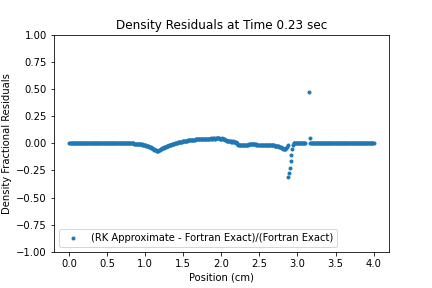 Density Residuals at Time 0.23 sec
1.00
0.75
0.50
0.25
0.00
−0.25
−0.50
−0.75
−1.00
Density Fractional Residuals
(RK Approximate - Fortran Exact)/(Fortran Exact)
0.0 0.5 1.0 1.5 2.0 2.5 3.0 3.5 4.0
Position (cm)